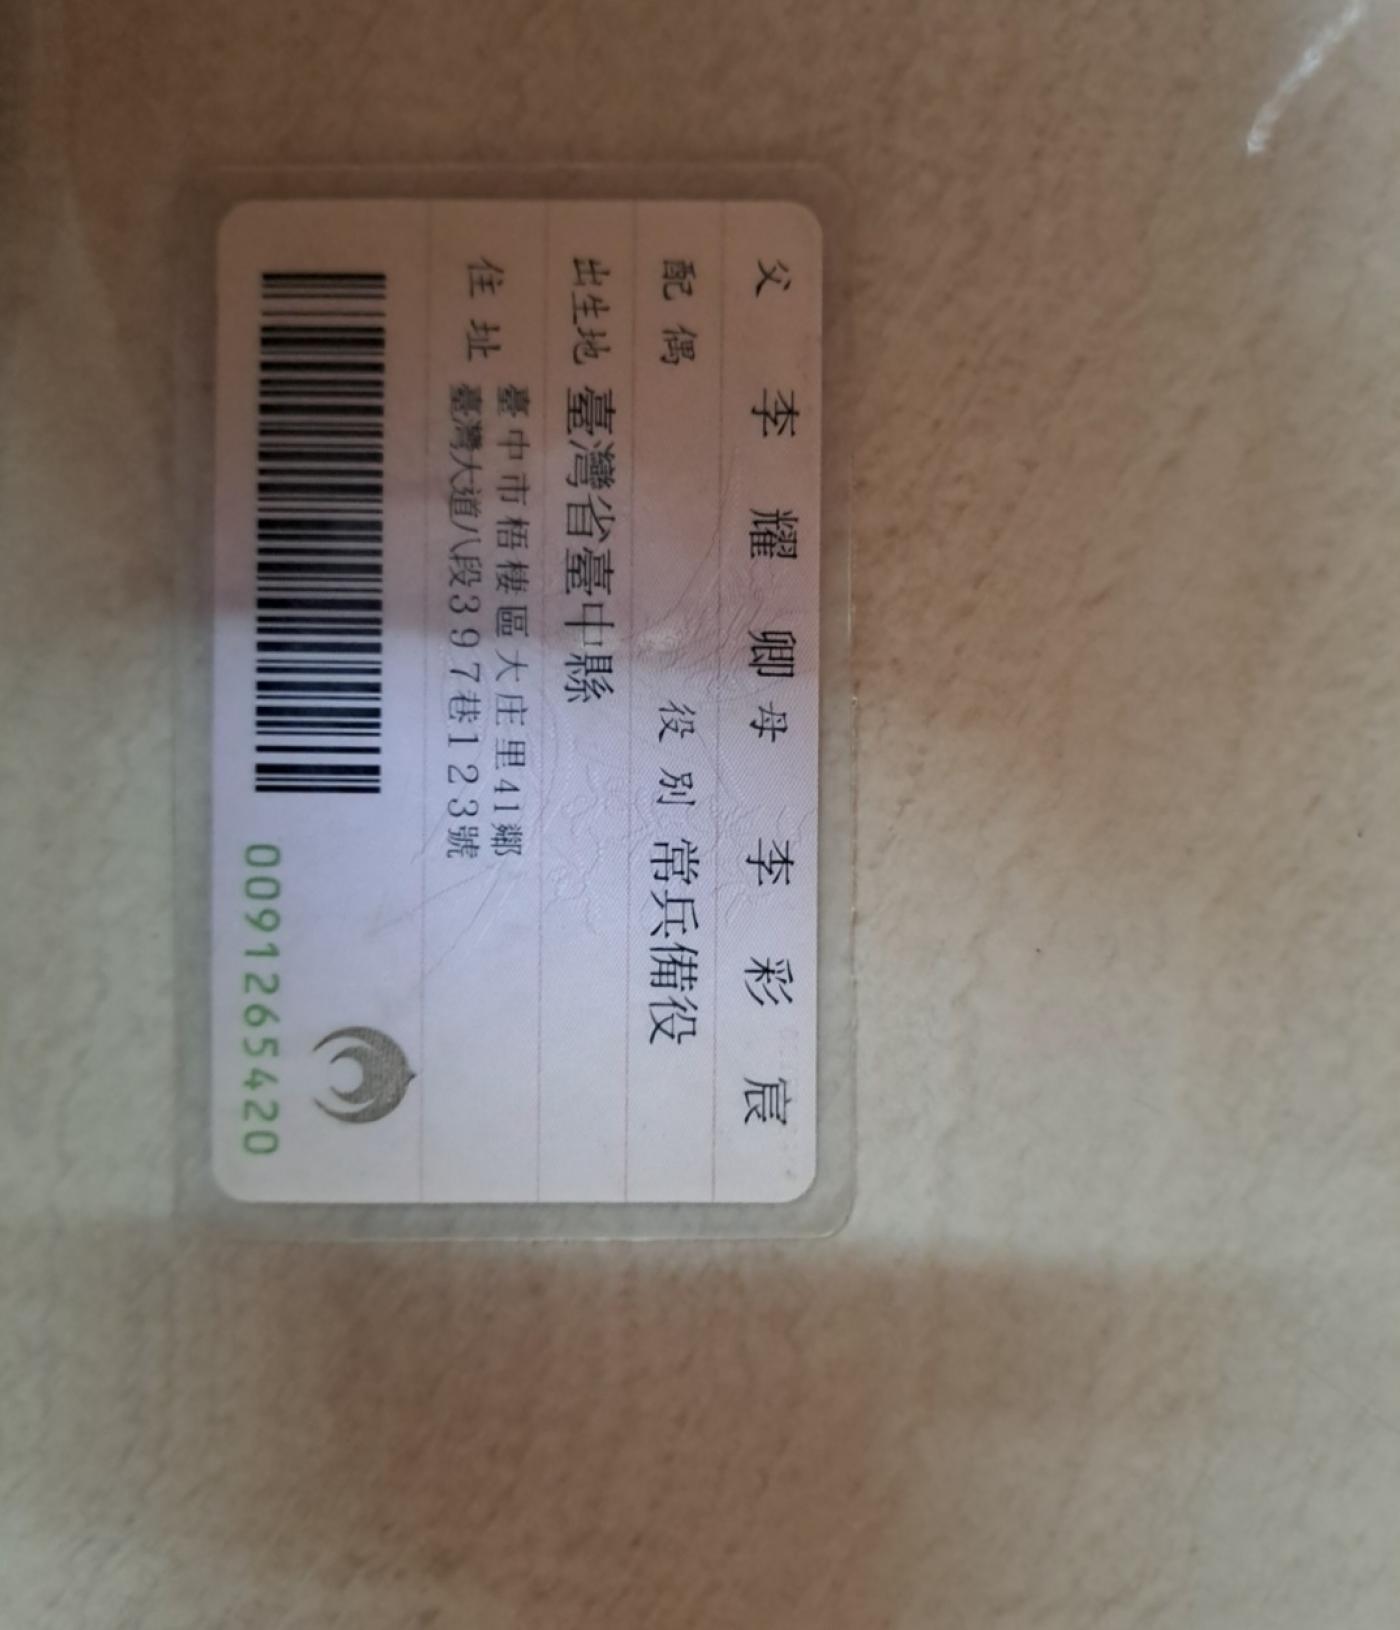 父 李耀卿 母 李彩宸
配偶 役別 常兵備役
出生地 臺灣省臺中縣
住址 臺中市梧棲區大庄里41鄰
臺灣大道八段397巷123號
0091265420